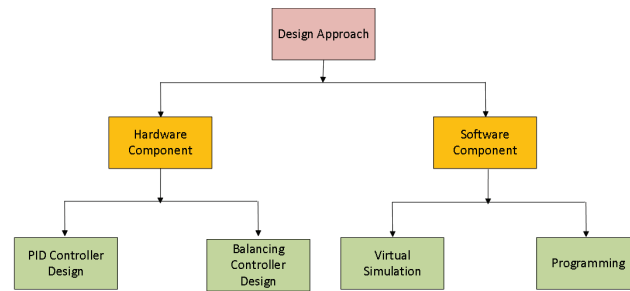 Design Approach
Hardware
Component
Software
Component
PID Controller
Design
Balancing
Controller
Design
Virtual
Simulation
Programming